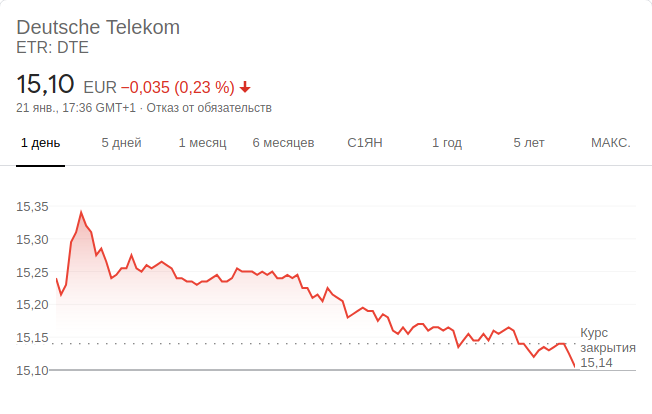 Deutsche Telekom
ETR: DTE
15,10 EUR −0,035 (0,23 %)
21 янв., 17:36 GMT+1 · Отказ от обязательств
1 день 5 дней 1 месяц 6 месяцев С1ЯН 1 год 5 лет МАКС.
15,35
15,30
15,25
15,20
15,15
15,10
Курс
закрытия
15,14